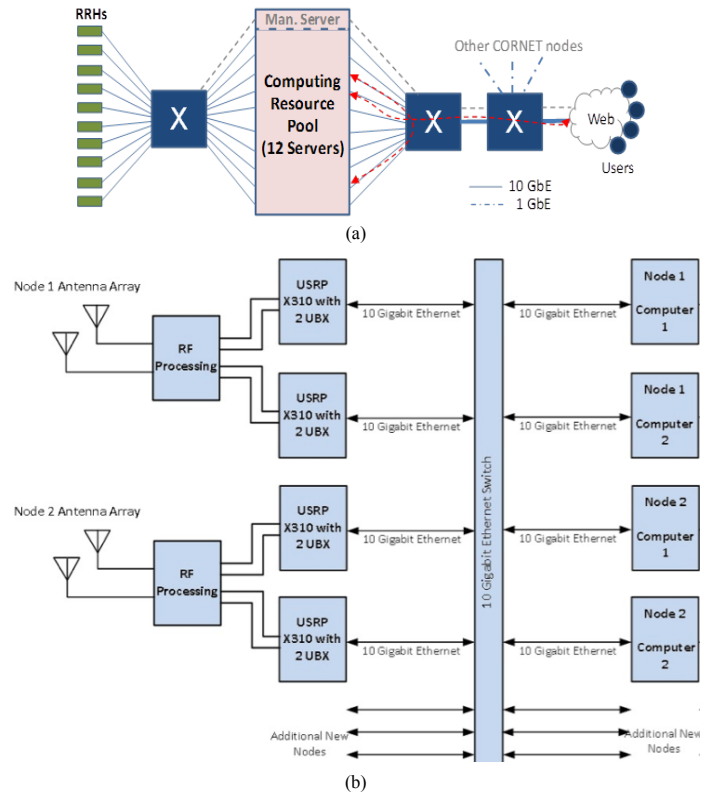 RRHs
Man. Server
Other CORNET nodes
X
Computing
Resource
Pool
(12 Servers)
X
X
Web
Users
10 GbE
1 GbE
(a)
Node 1 Antenna Array
RF
Processing
USRP
X310 with
2 UBX
10 Gigabit Ethernet
10 Gigabit Ethernet
Node 1
Computer
1
USRP
X310 with
2 UBX
10 Gigabit Ethernet
10 Gigabit Ethernet
Node 1
Computer
2
10 Gigabit Ethernet Switch
Node 2 Antenna Array
RF
Processing
USRP
X310 with
2 UBX
10 Gigabit Ethernet
10 Gigabit Ethernet
Node 2
Computer
1
USRP
X310 with
2 UBX
10 Gigabit Ethernet
10 Gigabit Ethernet
Node 2
Computer
2
Additional New
Nodes
Additional New
Nodes
(b)